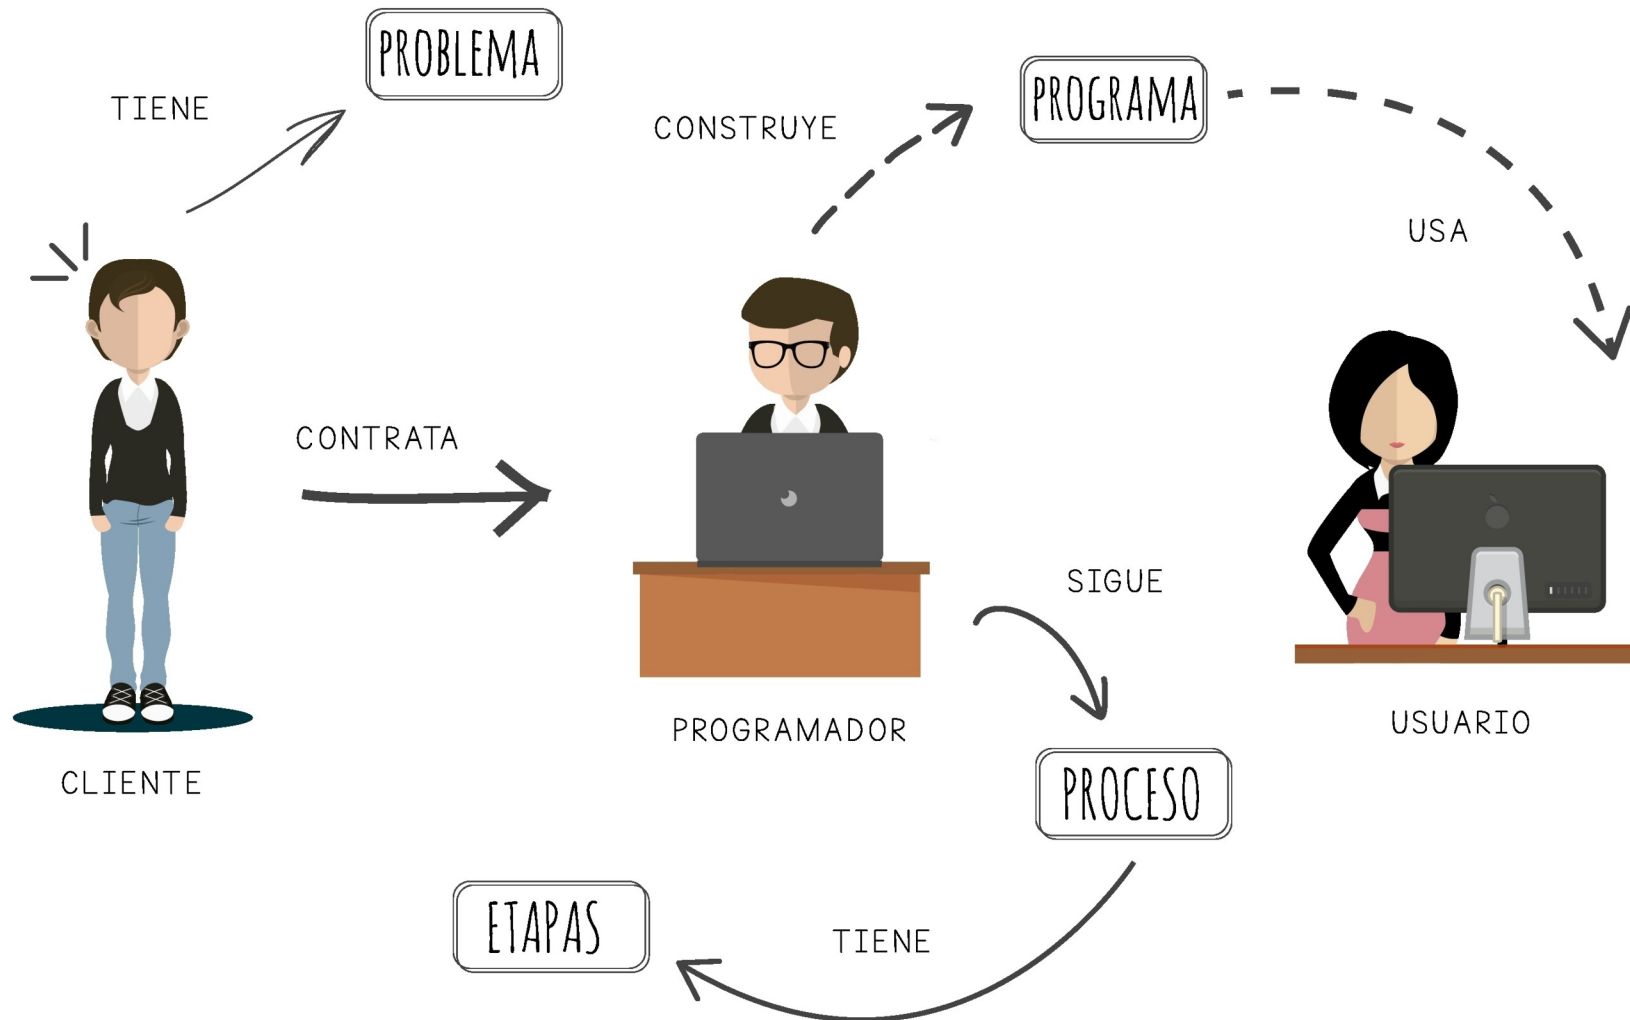 PROBLEMA
TIENE
CONSTRUYE
PROGRAMA
USA
CONTRATA
SIGUE
PROGRAMADOR
USUARIO
CLIENTE
PROCESO
ETAPAS
TIENE